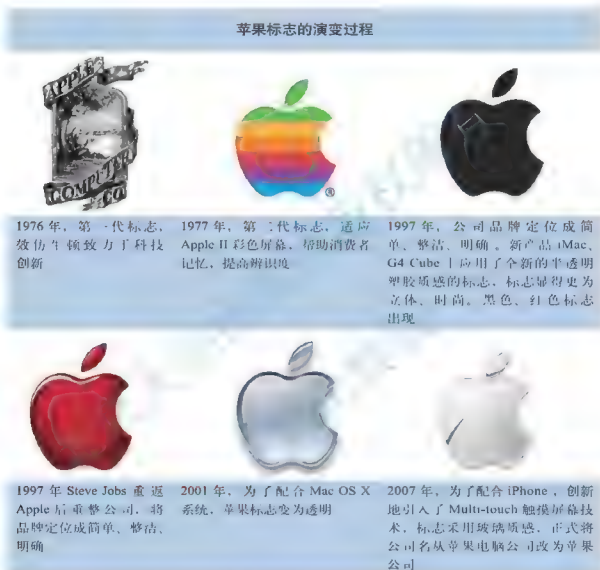 苹果标志的演变过程
APPLE
COMPUTER
CO
®
1976 年，第一代标志，
效仿牛顿致力于科技
创新
1977 年，第二代标志，适应
Apple II 彩色屏幕，帮助消费者
记忆，提高辨识度
1997 年，公司品牌定位成简
单、整洁、明确。新产品 iMac、
G4 Cube 上应用了全新的半透明
塑胶质感的标志，标志显得更为
立体、时尚。黑色、红色标志
出现
1997 年 Steve Jobs 重返
Apple 后重整公司，将
品牌定位成简单、整洁、
明确
2001 年，为了配合 Mac OS X
系统，苹果标志变为透明
2007 年，为了配合 iPhone，创新
地引入了 Multi-touch 触摸屏幕技
术，标志采用玻璃质感，正式将
公司名从苹果电脑公司改为苹果
公司